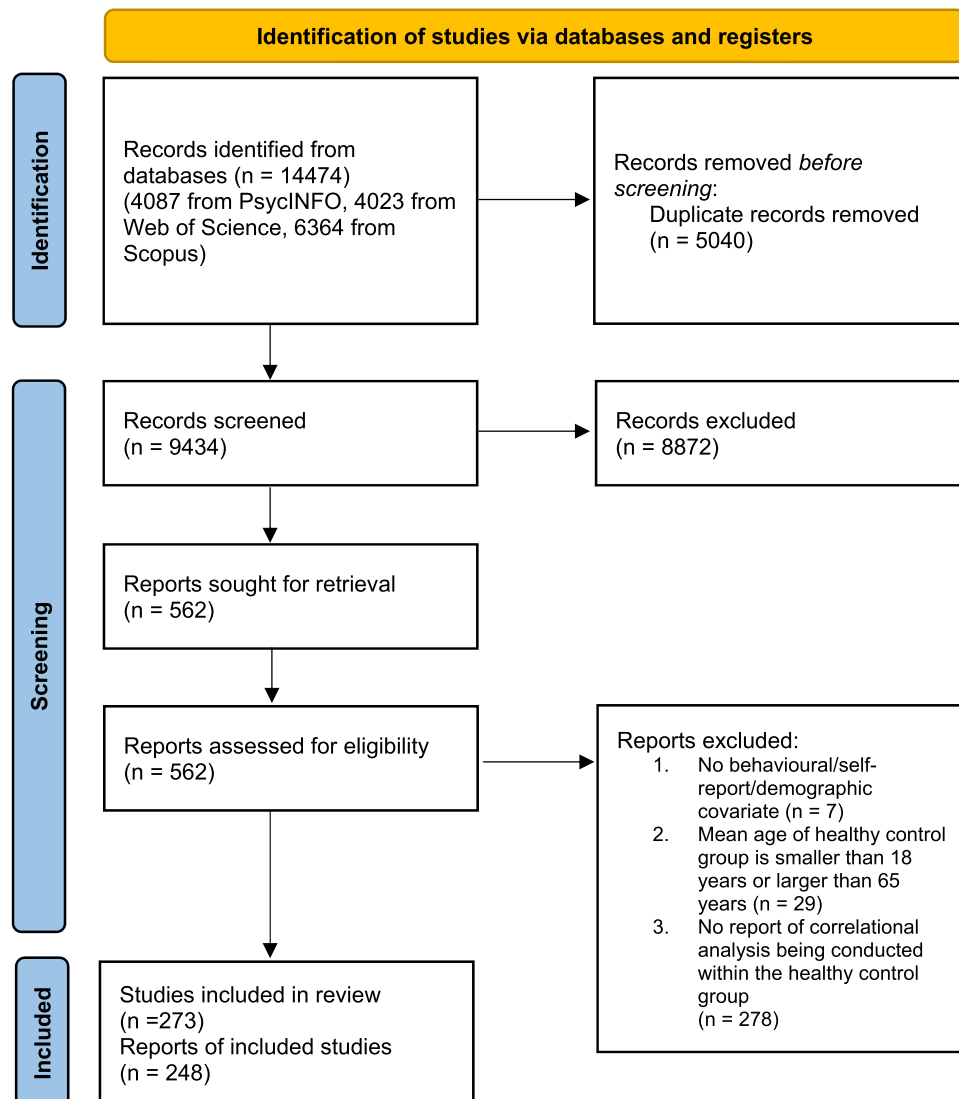 Identification of studies via databases and registers
Identification
Records identified from
databases (n = 14474)
(4087 from PsycINFO, 4023 from
Web of Science, 6364 from
Scopus)
Records removed before
screening:
Duplicate records removed
(n = 5040)
Screening
Records screened
(n = 9434)
Records excluded
(n = 8872)
Reports sought for retrieval
(n = 562)
Reports assessed for eligibility
(n = 562)
Reports excluded:
1. No behavioural/self-
report/demographic
covariate (n = 7)
2. Mean age of healthy control
group is smaller than 18
years or larger than 65
years (n = 29)
3. No report of correlational
analysis being conducted
within the healthy control
group
(n = 278)
Included
Studies included in review
(n =273)
Reports of included studies
(n = 248)